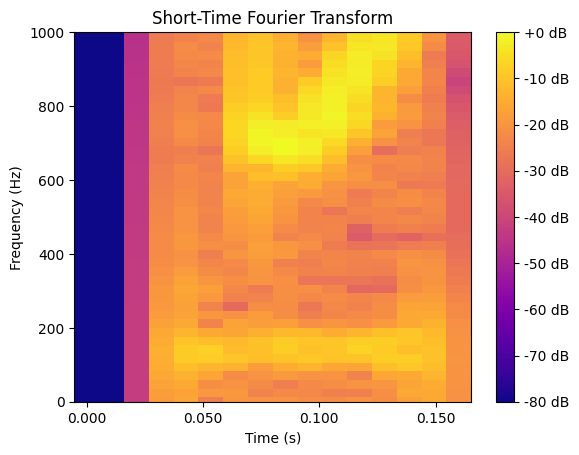 Short-Time Fourier Transform
1000
800
600
400
200
0
Frequency (Hz)
0.000
0.050
0.100
0.150
Time (s)
+0 dB
-10 dB
-20 dB
-30 dB
-40 dB
-50 dB
-60 dB
-70 dB
-80 dB